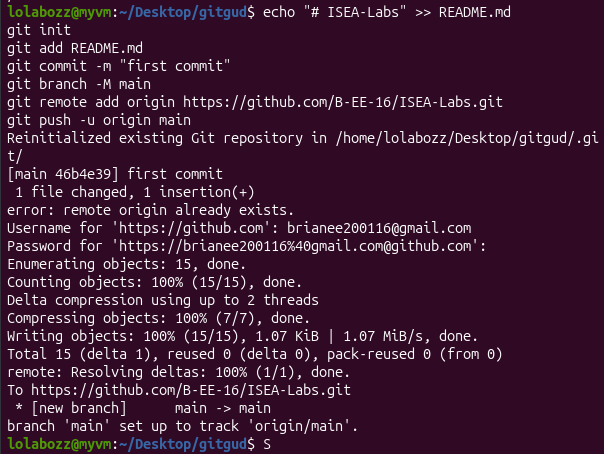 lolabozz@myvm:~/Desktop/gitgud$ echo "# ISEA-Labs" >> README.md
git init
git add README.md
git commit -m "first commit"
git branch -M main
git remote add origin https://github.com/B-EE-16/ISEA-Labs.git
git push -u origin main
Reinitialized existing Git repository in /home/lolabozz/Desktop/gitgud/.gi
t/
[main 46b4e39] first commit
 1 file changed, 1 insertion(+)
error: remote origin already exists.
Username for 'https://github.com': brianee200116@gmail.com
Password for 'https://brianee200116%40gmail.com@github.com':
Enumerating objects: 15, done.
Counting objects: 100% (15/15), done.
Delta compression using up to 2 threads
Compressing objects: 100% (7/7), done.
Writing objects: 100% (15/15), 1.07 KiB | 1.07 MiB/s, done.
Total 15 (delta 1), reused 0 (delta 0), pack-reused 0 (from 0)
remote: Resolving deltas: 100% (1/1), done.
To https://github.com/B-EE-16/ISEA-Labs.git
 * [new branch]      main -> main
branch 'main' set up to track 'origin/main'.
lolabozz@myvm:~/Desktop/gitgud$ S